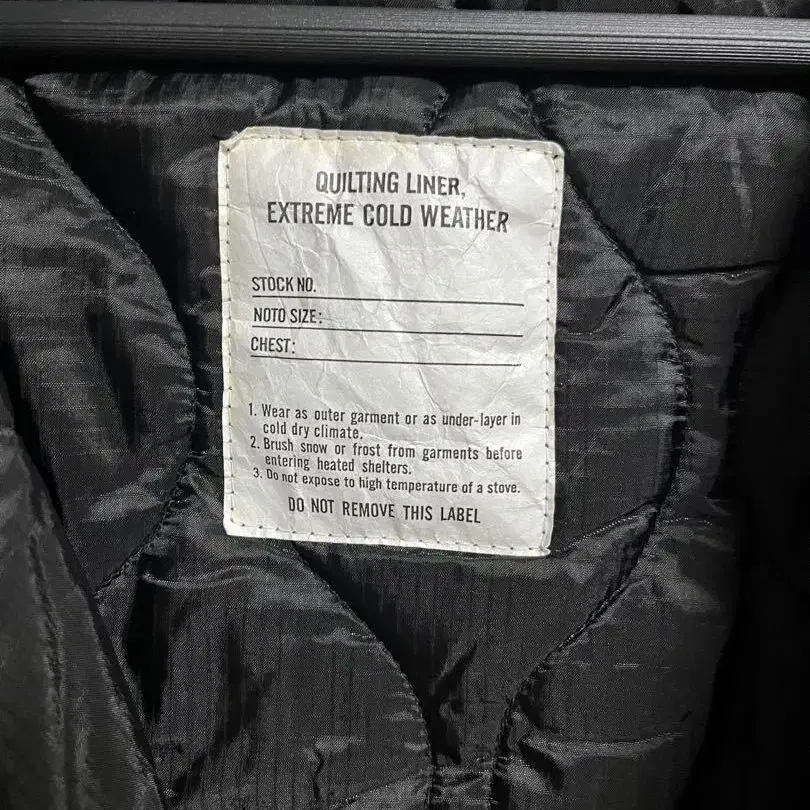 QUILTING LINER,
EXTREME COLD WEATHER
STOCK NO.
NOTO SIZE:
CHEST:
1. Wear as outer garment or as under-layer in
cold dry climate.
2. Brush snow or frost from garments before
entering heated shelters.
3. Do not expose to high temperature of a stove.
DO NOT REMOVE THIS LABEL